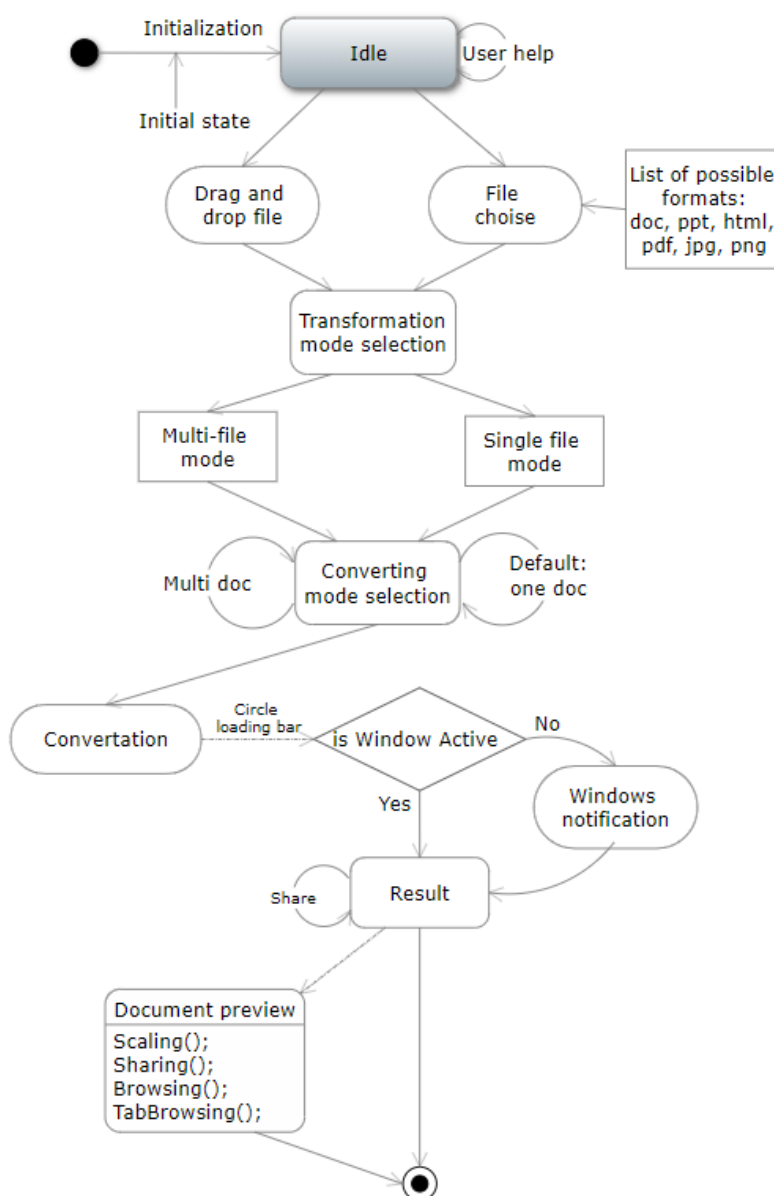 Initialization
Idle
User help
Initial state
Drag and
drop file
File
choise
List of possible
formats:
doc, ppt, html,
pdf, jpg, png
Transformation
mode selection
Multi-file
mode
Single file
mode
Multi doc
Converting
mode selection
Default:
one doc
Convertation
Circle
loading bar
is Window Active
No
Yes
Windows
notification
Share
Result
Document preview
Scaling();
Sharing();
Browsing();
TabBrowsing();